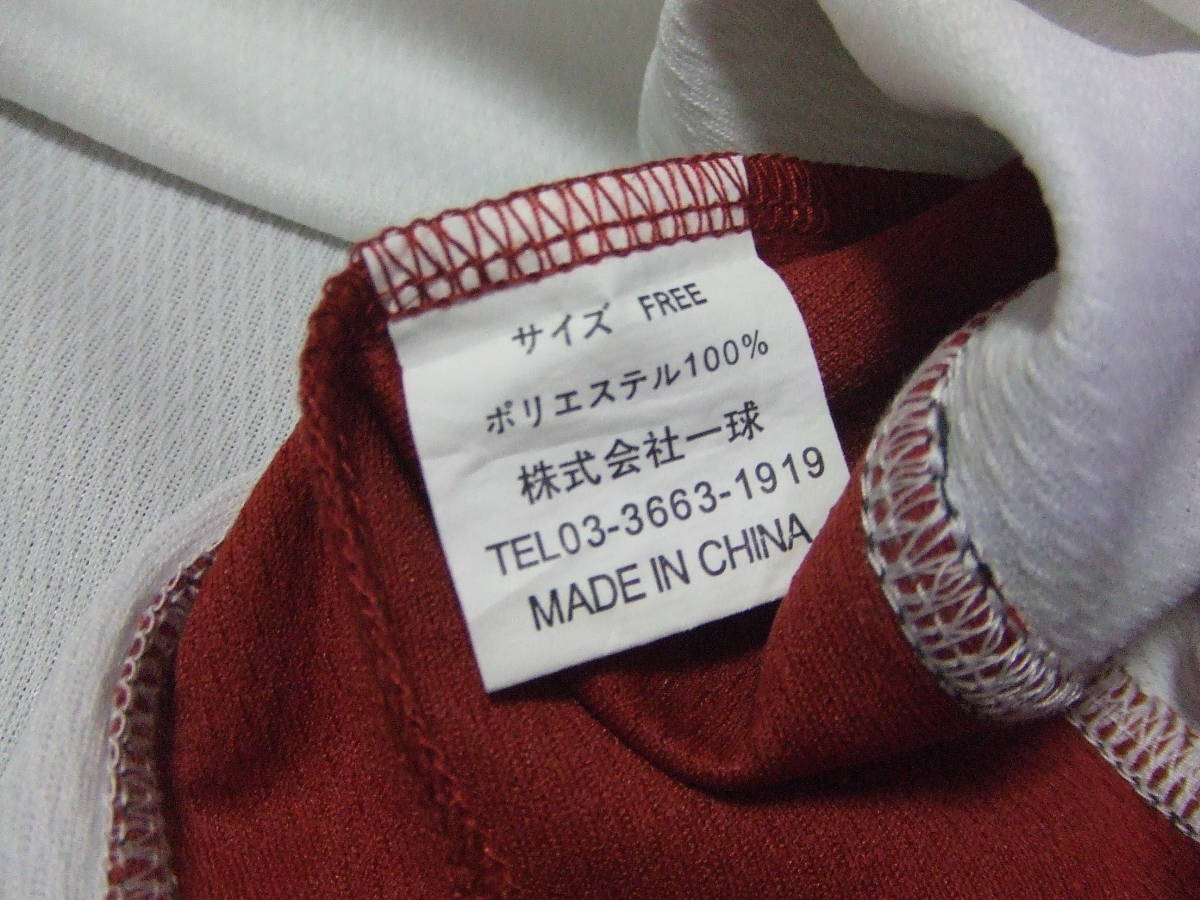 サイズ FREE
ポリエステル100%
株式会社一球
TEL03-3663-1919
MADE IN CHINA